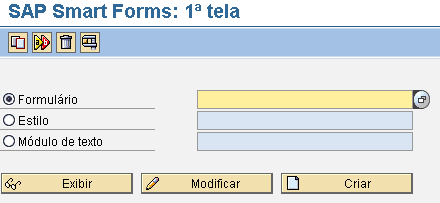 SAP Smart Forms: 1ª tela
Formulário
Estilo
Módulo de texto
Exibir Modificar Criar